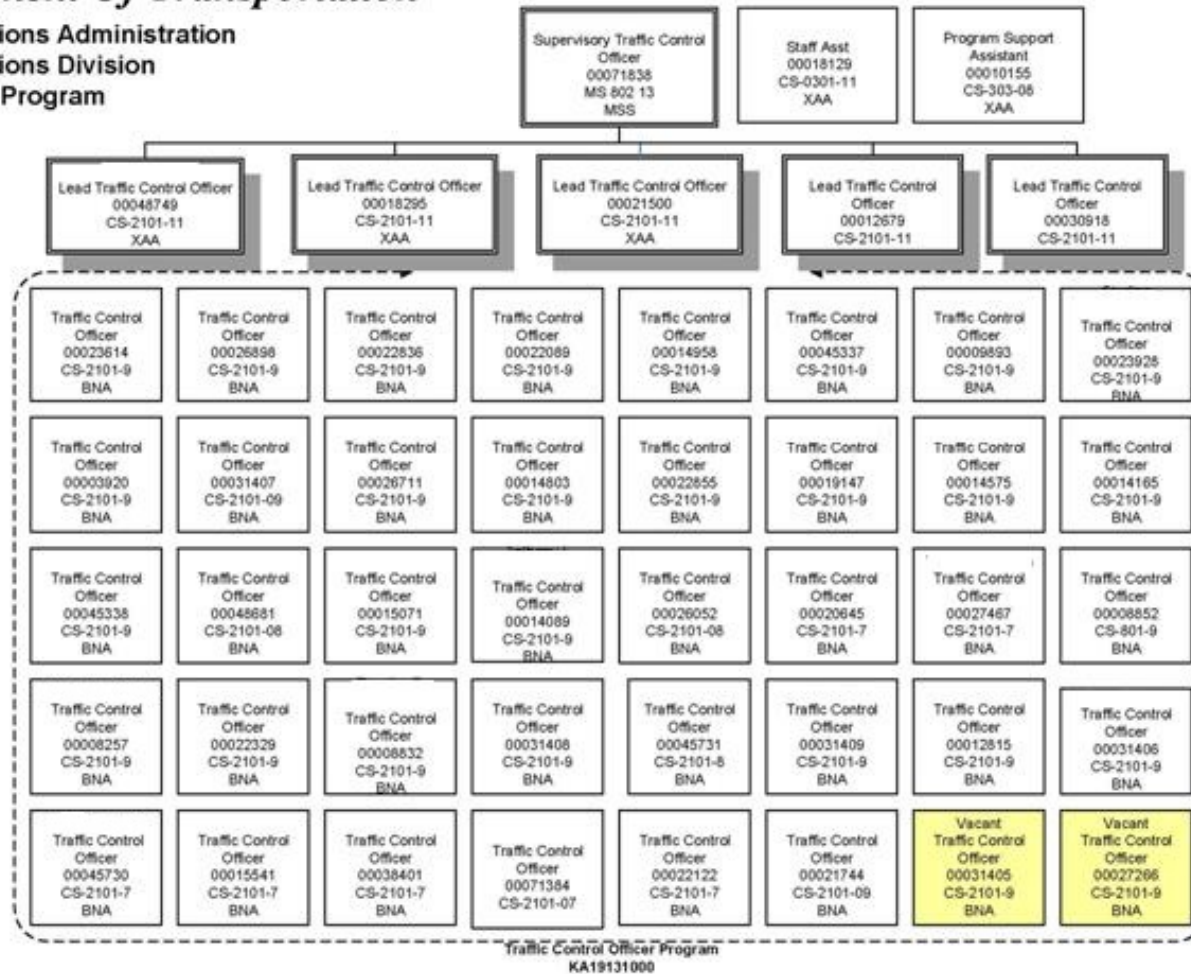 of Transportation
ions Administration
ions Division
Program
Supervisory Traffic Control
Officer
00071838
MS 802 13
MSS
Staff Asst
00018129
CS-0301-11
XAA
Program Support
Assistant
00010155
CS-303-08
XAA
Lead Traffic Control Officer
00048749
CS-2101-11
XAA
Lead Traffic Control Officer
00018295
CS-2101-11
XAA
Lead Traffic Control Officer
00021500
CS-2101-11
XAA
Lead Traffic Control
Officer
00012679
CS-2101-11
Lead Traffic Control
Officer
00030918
CS-2101-11
Traffic Control
Officer
00023614
CS-2101-9
BNA
Traffic Control
Officer
00026898
CS-2101-9
BNA
Traffic Control
Officer
00022836
CS-2101-9
BNA
Traffic Control
Officer
00022089
CS-2101-9
BNA
Traffic Control
Officer
00014958
CS-2101-9
BNA
Traffic Control
Officer
00045337
CS-2101-9
BNA
Traffic Control
Officer
00009893
CS-2101-9
BNA
Traffic Control
Officer
00023928
CS-2101-9
BNA
Traffic Control
Officer
00003920
CS-2101-9
BNA
Traffic Control
Officer
00031407
CS-2101-09
BNA
Traffic Control
Officer
00026711
CS-2101-9
BNA
Traffic Control
Officer
00014803
CS-2101-9
BNA
Traffic Control
Officer
00022855
CS-2101-9
BNA
Traffic Control
Officer
00019147
CS-2101-9
BNA
Traffic Control
Officer
00014575
CS-2101-9
BNA
Traffic Control
Officer
00014165
CS-2101-9
BNA
Traffic Control
Officer
00045338
CS-2101-9
BNA
Traffic Control
Officer
00048681
CS-2101-08
BNA
Traffic Control
Officer
00015071
CS-2101-9
BNA
Traffic Control
Officer
00014089
CS-2101-9
BNA
Traffic Control
Officer
00026052
CS-2101-08
BNA
Traffic Control
Officer
00020645
CS-2101-7
BNA
Traffic Control
Officer
00027467
CS-2101-7
BNA
Traffic Control
Officer
00008852
CS-801-9
BNA
Traffic Control
Officer
00008257
CS-2101-9
BNA
Traffic Control
Officer
00022329
CS-2101-9
BNA
Traffic Control
Officer
00008832
CS-2101-9
BNA
Traffic Control
Officer
00031408
CS-2101-9
BNA
Traffic Control
Officer
00045731
CS-2101-8
BNA
Traffic Control
Officer
00031409
CS-2101-9
BNA
Traffic Control
Officer
00012815
CS-2101-9
BNA
Traffic Control
Officer
00031406
CS-2101-9
BNA
Traffic Control
Officer
00045730
CS-2101-7
BNA
Traffic Control
Officer
00015541
CS-2101-7
BNA
Traffic Control
Officer
00038401
CS-2101-7
BNA
Traffic Control
Officer
00071384
CS-2101-07
Traffic Control
Officer
00022122
CS-2101-7
BNA
Traffic Control
Officer
00021744
CS-2101-09
BNA
Vacant
Traffic Control
Officer
00031405
CS-2101-9
BNA
Vacant
Traffic Control
Officer
00027266
CS-2101-9
BNA
Traffic Control Officer Program
KA19131000